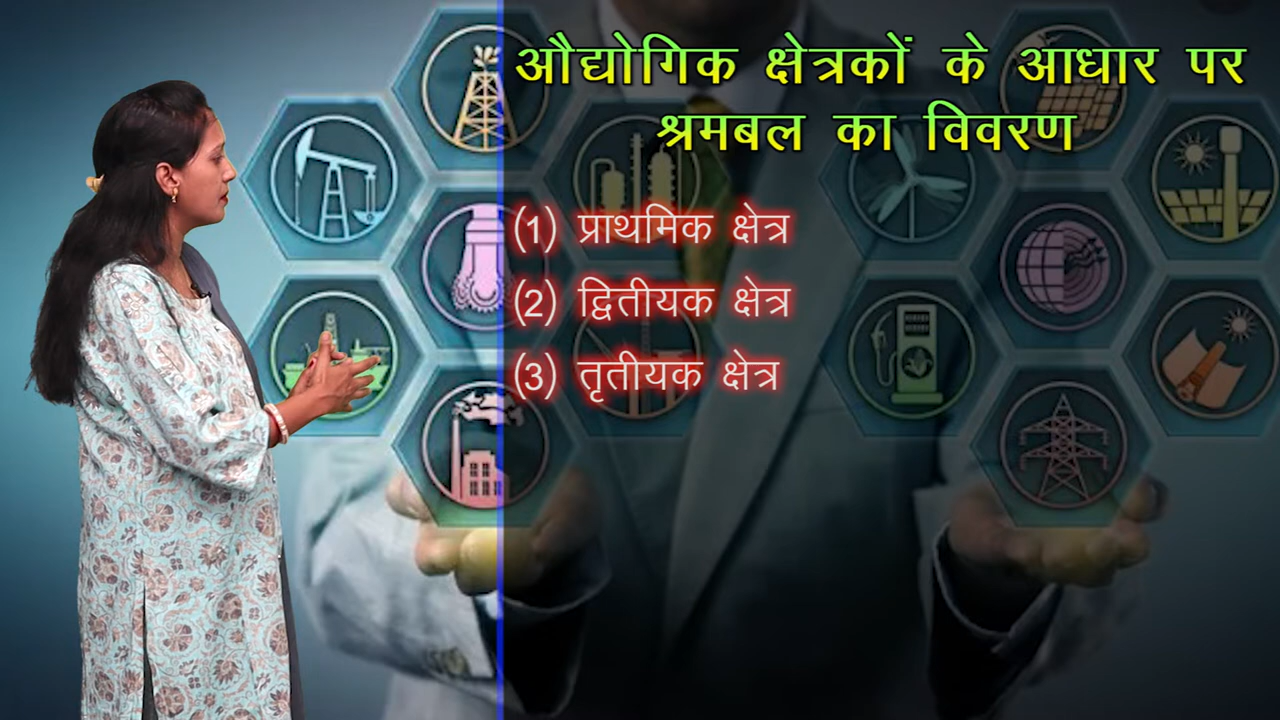 औद्योगिक क्षेत्रकों के आधार पर
श्रमबल का विवरण
(1) प्राथमिक क्षेत्र
(2) द्वितीयक क्षेत्र
(3) तृतीयक क्षेत्र